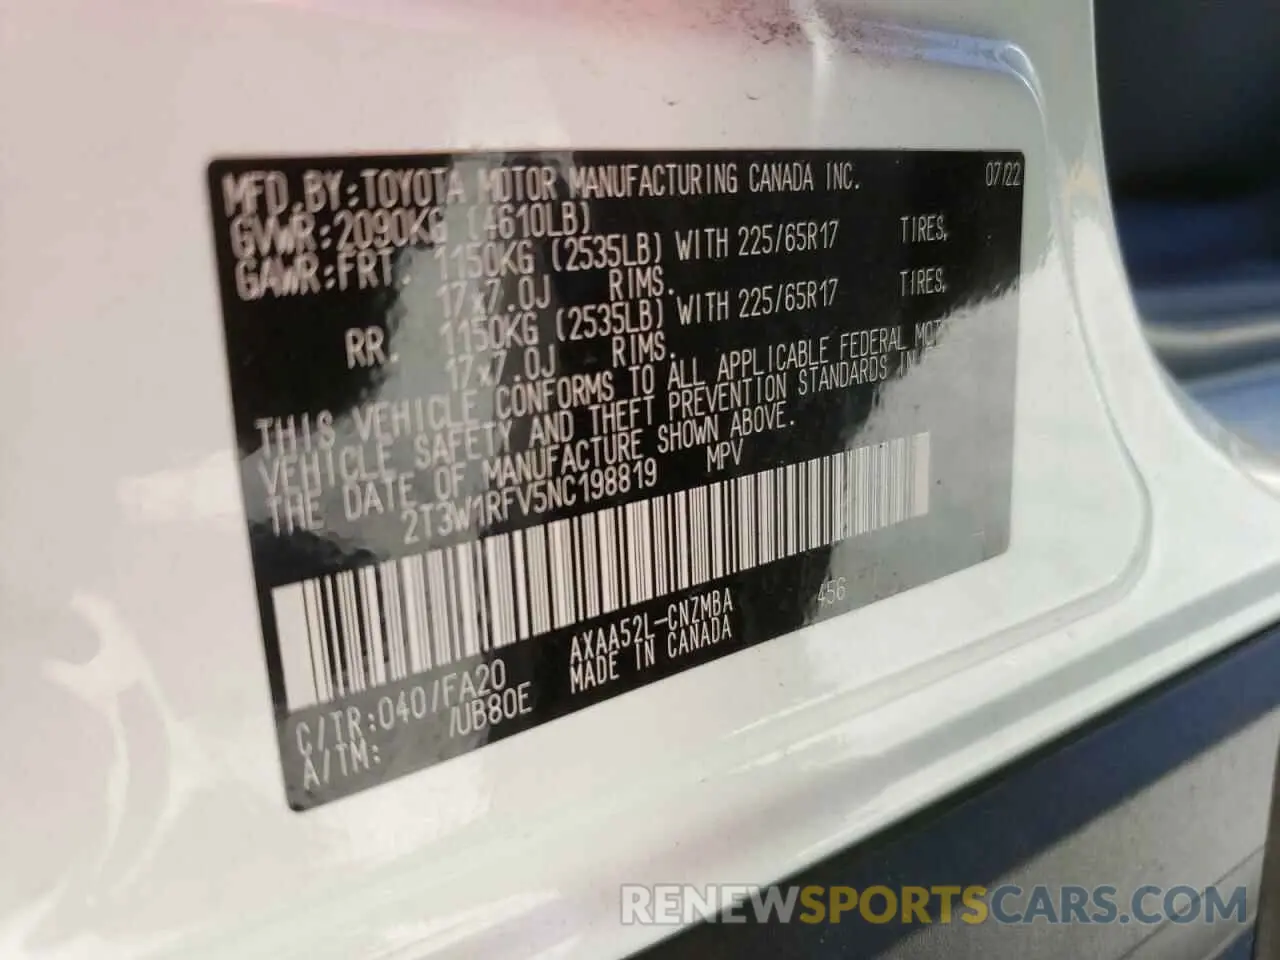 MFD.BY:TOYOTA MOTOR MANUFACTURING CANADA INC. 07/22
GVWR:2090KG (4610LB)
GAWR:FRT. 1150KG (2535LB) WITH 225/65R17 TIRES,
17x7.0J RIMS.
RR. 1150KG (2535LB) WITH 225/65R17 TIRES,
17x7.0J RIMS.
THIS VEHICLE CONFORMS TO ALL APPLICABLE FEDERAL
VEHICLE SAFETY AND THEFT PREVENTION STANDARDS IN
THE DATE OF MANUFACTURE SHOWN ABOVE.
2T3W1RFV5NC198819 MPV
C/TR:040/FA20 AXAA52L-CNZMBA 456
A/TM: /UB80E MADE IN CANADA
RENEWSPORTSCARS.COM